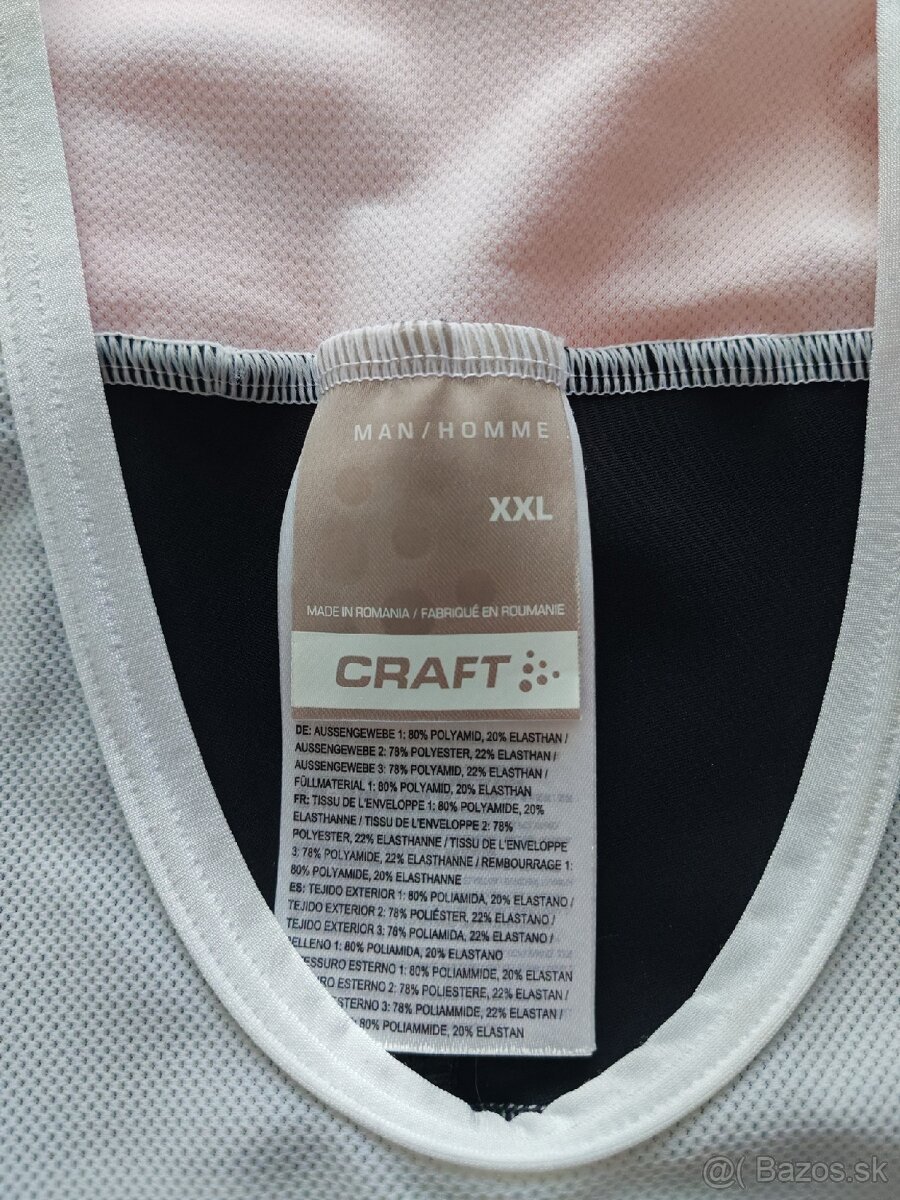 MAN/HOMME
XXL
MADE IN ROMANIA / FABRIQUÉ EN ROUMANIE
CRAFT
DE: AUSSENGEWEBE 1: 80% POLYAMID, 20% ELASTHAN /
AUSSENGEWEBE 2: 78% POLYESTER, 22% ELASTHAN /
AUSSENGEWEBE 3: 78% POLYAMID, 22% ELASTHAN /
FÜLLMATERIAL 1: 80% POLYAMID, 20% ELASTHAN
FR: TISSU DE L'ENVELOPPE 1: 80% POLYAMIDE, 20%
ELASTHANNE / TISSU DE L'ENVELOPPE 2: 78%
POLYESTER, 22% ELASTHANNE / TISSU DE L'ENVELOPPE
3: 78% POLYAMIDE, 22% ELASTHANNE / REMBOURRAGE 1:
80% POLYAMIDE, 20% ELASTHANNE
ES: TEJIDO EXTERIOR 1: 80% POLIAMIDA, 20% ELASTANO /
TEJIDO EXTERIOR 2: 78% POLIÉSTER, 22% ELASTANO /
TEJIDO EXTERIOR 3: 78% POLIAMIDA, 22% ELASTANO /
ELLENO 1: 80% POLIAMIDA, 20% ELASTANO
ESSURO ESTERNO 1: 80% POLIAMMIDE, 20% ELASTAN
RO ESTERNO 2: 78% POLIESTERE, 22% ELASTAN /
STERNO 3: 78% POLIAMMIDE, 22% ELASTAN /
80% POLIAMMIDE, 20% ELASTAN
@( Bazos.sk